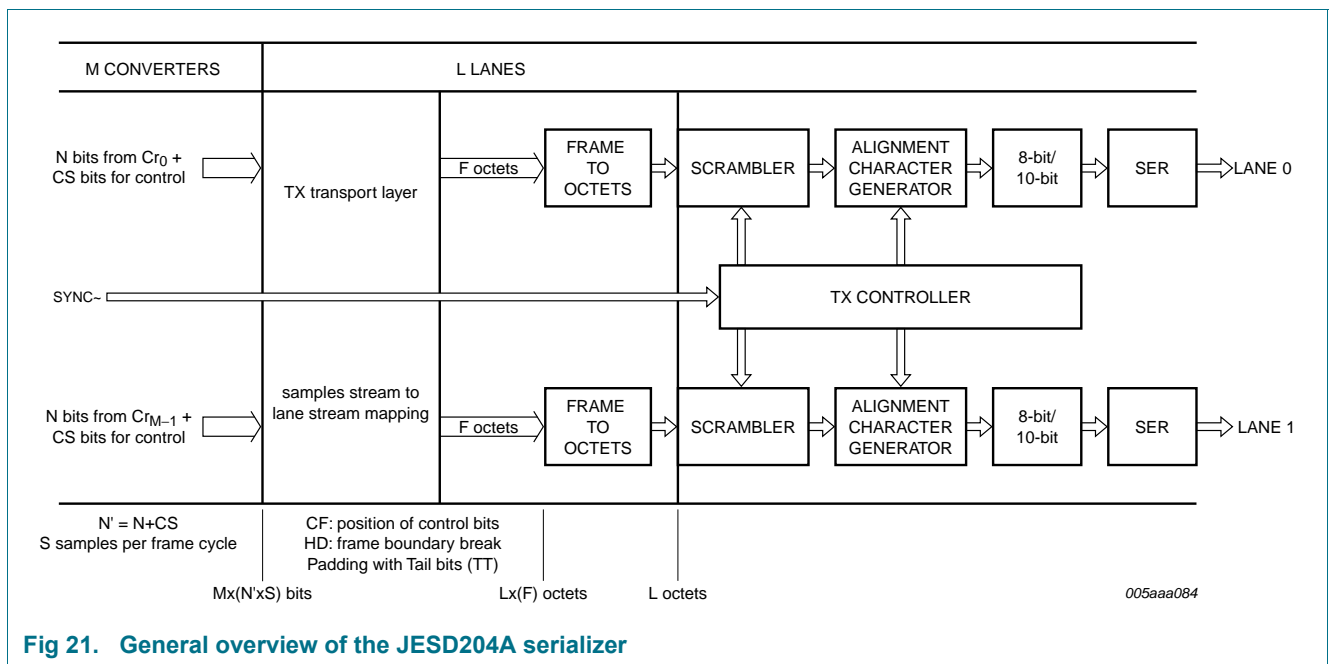 M CONVERTERS
L LANES
N bits from Cr0 +
CS bits for control
TX transport layer
F octets
FRAME
TO
OCTETS
SCRAMBLER
ALIGNMENT
CHARACTER
GENERATOR
8-bit/
10-bit
SER
LANE 0
SYNC~
TX CONTROLLER
N bits from CrM−1 +
CS bits for control
samples stream to
lane stream mapping
F octets
FRAME
TO
OCTETS
SCRAMBLER
ALIGNMENT
CHARACTER
GENERATOR
8-bit/
10-bit
SER
LANE 1
N' = N+CS
S samples per frame cycle
CF: position of control bits
HD: frame boundary break
Padding with Tail bits (TT)
Mx(N'xS) bits
Lx(F) octets
L octets
005aaa084
Fig 21. General overview of the JESD204A serializer